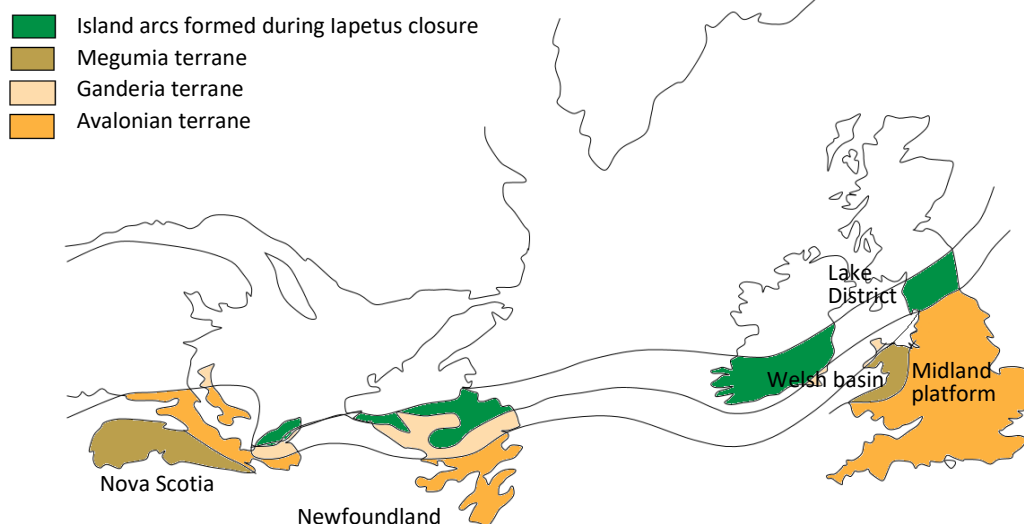 Island arcs formed during Iapetus closure
Megumia terrane
Ganderia terrane
Avalonian terrane
Lake
District
Welsh basin
Midland
platform
Nova Scotia
Newfoundland